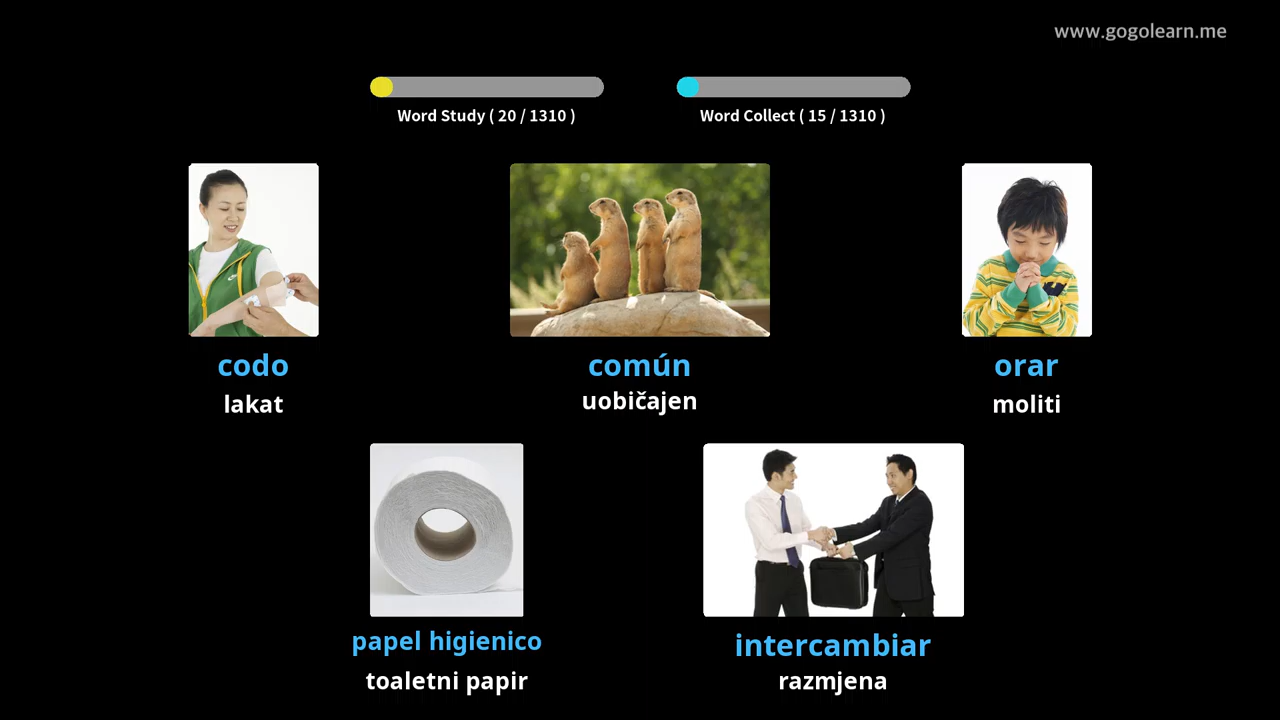 www.gogolearn.me
Word Study ( 20 / 1310 )
Word Collect ( 15 / 1310 )
codo
común
orar
lakat
uobičajen
moliti
papel higienico
intercambiar
toaletni papir
razmjena